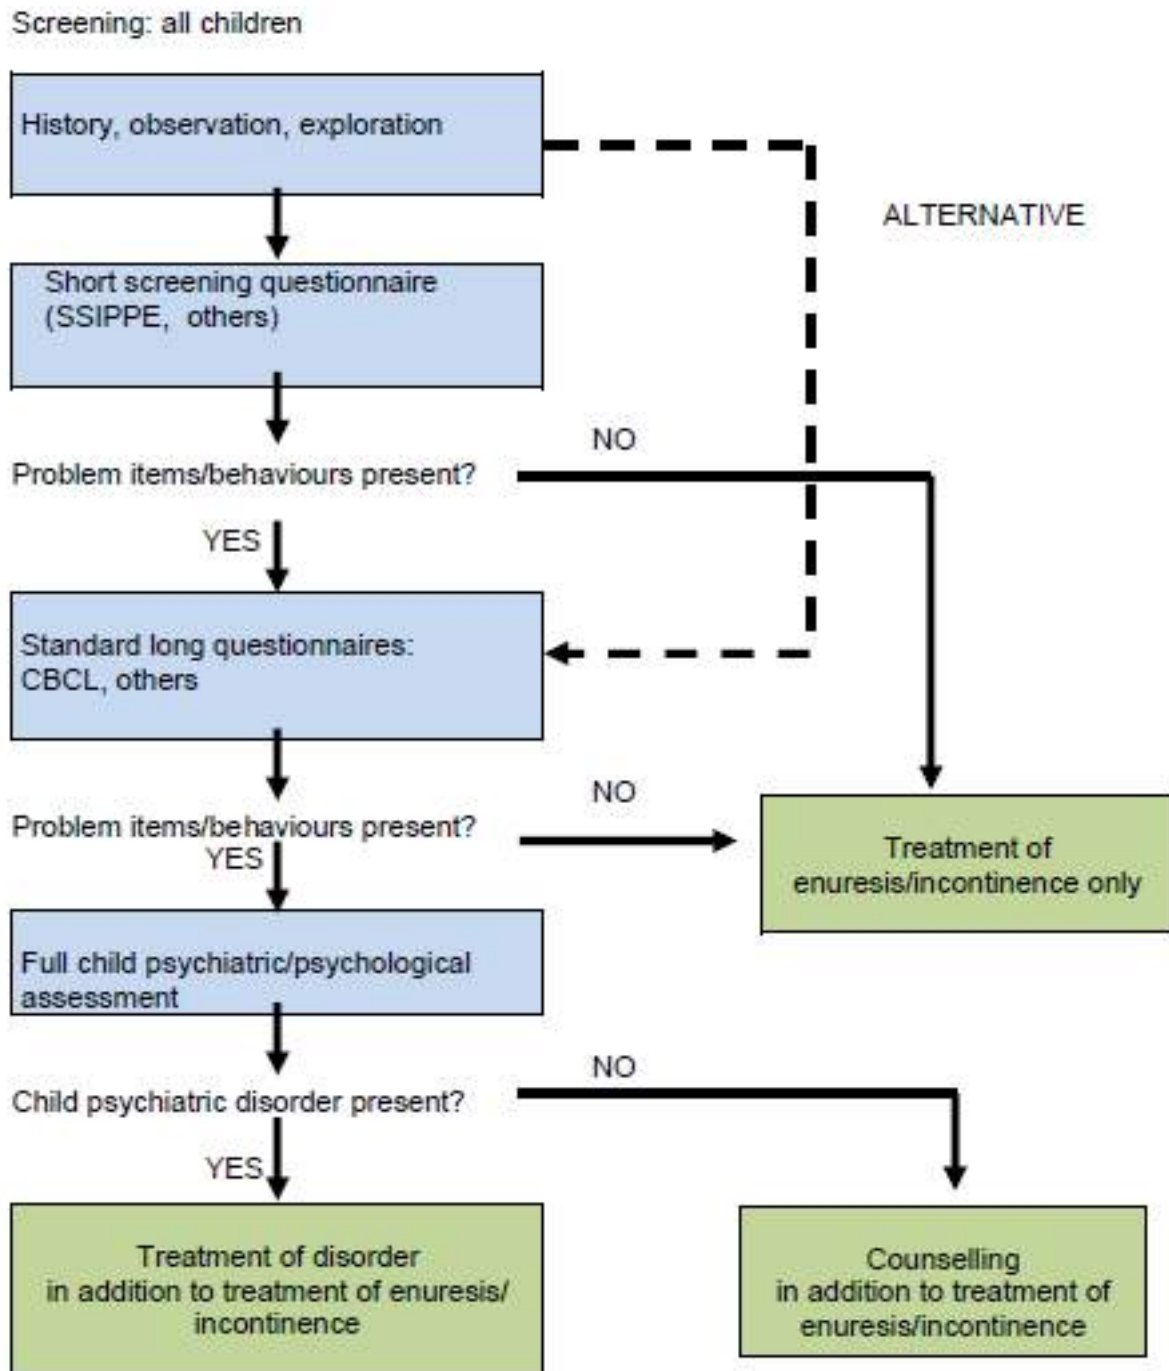 Screening: all children
History, observation, exploration
ALTERNATIVE
Short screening questionnaire
(SSIPPE, others)
NO
Problem items/behaviours present?
YES
Standard long questionnaires:
CBCL, others
NO
Problem items/behaviours present?
YES
Treatment of
enuresis/incontinence only
Full child psychiatric/psychological
assessment
NO
Child psychiatric disorder present?
YES
Treatment of disorder
in addition to treatment of enuresis/
incontinence
Counselling
in addition to treatment of
enuresis/incontinence